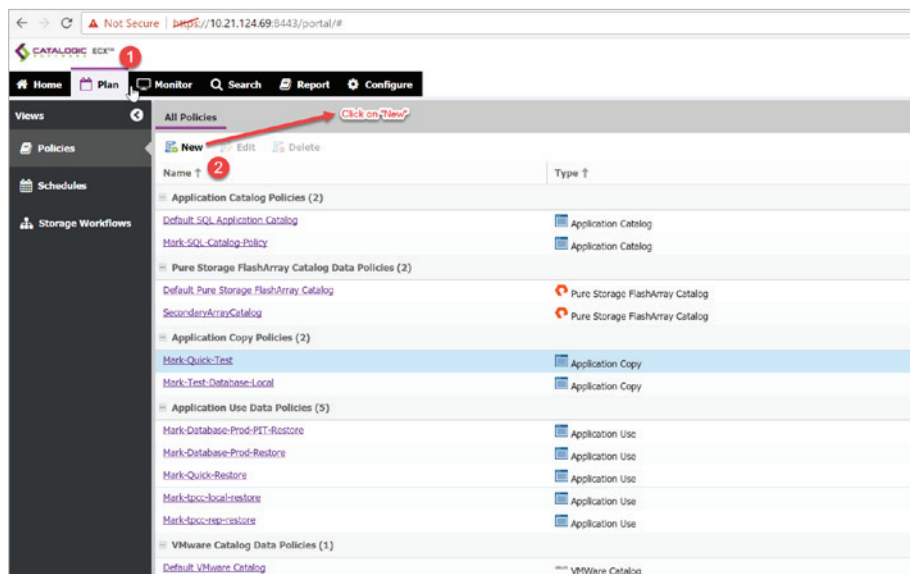 Not Secure | https://10.21.124.69:8443/portal/#
CATALOGIC ECX™
SOFTWARE
1
Home Plan Monitor Search Report Configure
Views
All Policies
Click on "New"
Policies
New Edit Delete
2
Name ↑ Type ↑
Schedules
Application Catalog Policies (2)
Storage Workflows
Default SQL Application Catalog Application Catalog
Mark-SQL-Catalog-Policy Application Catalog
Pure Storage FlashArray Catalog Data Policies (2)
Default Pure Storage FlashArray Catalog Pure Storage FlashArray Catalog
SecondaryArrayCatalog Pure Storage FlashArray Catalog
Application Copy Policies (2)
Mark-Quick-Test Application Copy
Mark-Test-Database-Local Application Copy
Application Use Data Policies (5)
Mark-Database-Prod-PIT-Restore Application Use
Mark-Database-Prod-Restore Application Use
Mark-Quick-Restore Application Use
Mark-tpcc-local-restore Application Use
Mark-tpcc-rep-restore Application Use
VMware Catalog Data Policies (1)
Default VMware Catalog VMWare Catalog